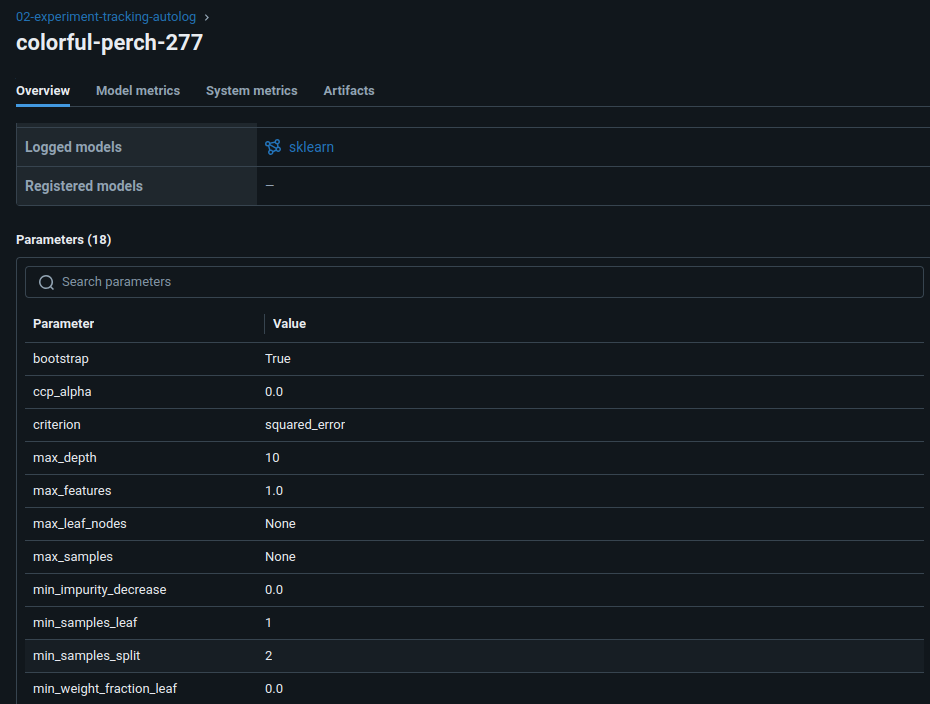 02-experiment-tracking-autolog ›
colorful-perch-277
Overview Model metrics System metrics Artifacts
Logged models sklearn
Registered models —
Parameters (18)
Search parameters
Parameter Value
bootstrap True
ccp_alpha 0.0
criterion squared_error
max_depth 10
max_features 1.0
max_leaf_nodes None
max_samples None
min_impurity_decrease 0.0
min_samples_leaf 1
min_samples_split 2
min_weight_fraction_leaf 0.0